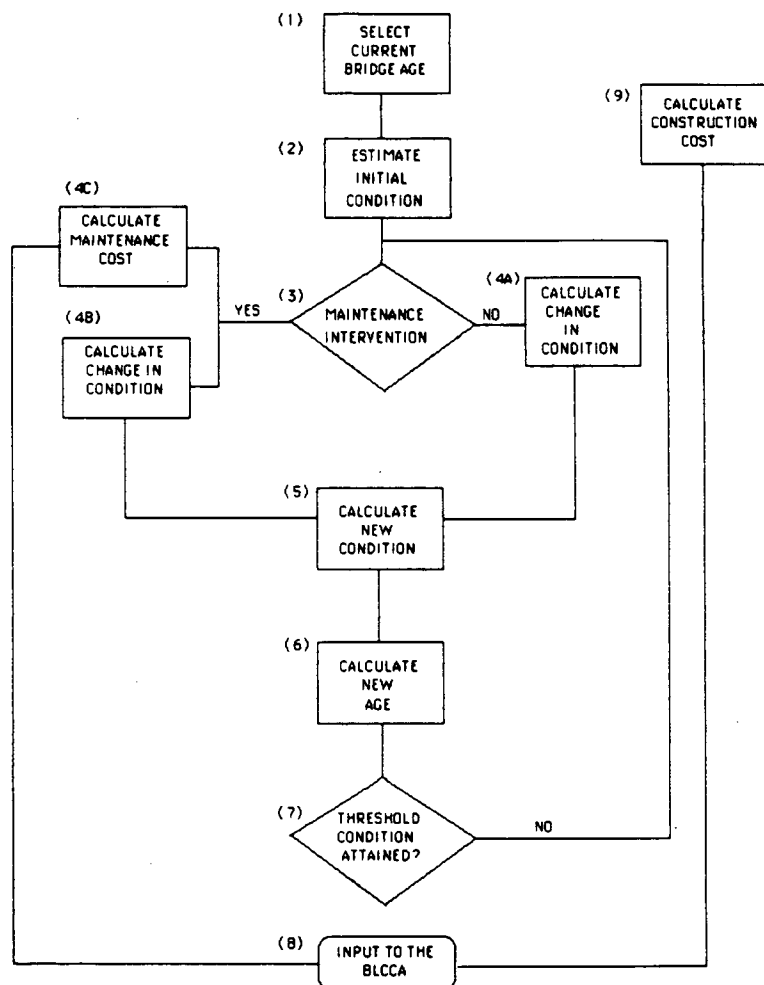 (1)
SELECT
CURRENT
BRIDGE AGE
(9)
CALCULATE
CONSTRUCTION
COST
(2)
ESTIMATE
INITIAL
CONDITION
(4C)
CALCULATE
MAINTENANCE
COST
(3)
MAINTENANCE
INTERVENTION
YES
NO
(4A)
CALCULATE
CHANGE
IN
CONDITION
(4B)
CALCULATE
CHANGE IN
CONDITION
(5)
CALCULATE
NEW
CONDITION
(6)
CALCULATE
NEW
AGE
(7)
THRESHOLD
CONDITION
ATTAINED?
NO
(8)
INPUT TO THE
BLCCA